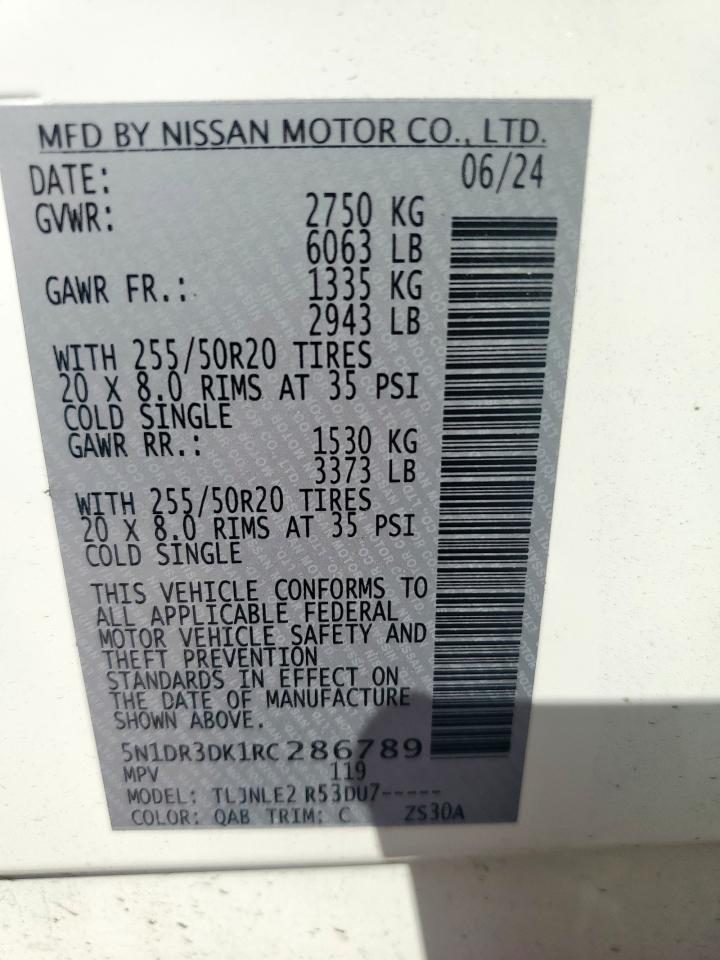 MFD BY NISSAN MOTOR CO., LTD.
DATE: 06/24
GVWR: 2750 KG
6063 LB
GAWR FR.: 1335 KG
2943 LB
WITH 255/50R20 TIRES
20 X 8.0 RIMS AT 35 PSI
COLD SINGLE
GAWR RR.: 1530 KG
3373 LB
WITH 255/50R20 TIRES
20 X 8.0 RIMS AT 35 PSI
COLD SINGLE
THIS VEHICLE CONFORMS TO
ALL APPLICABLE FEDERAL
MOTOR VEHICLE SAFETY AND
THEFT PREVENTION
STANDARDS IN EFFECT ON
THE DATE OF MANUFACTURE
SHOWN ABOVE.
5N1DR3DK1RC286789
MPV 119
MODEL: TLJNLE2 R53DU7-----
COLOR: QAB TRIM: C ZS30A